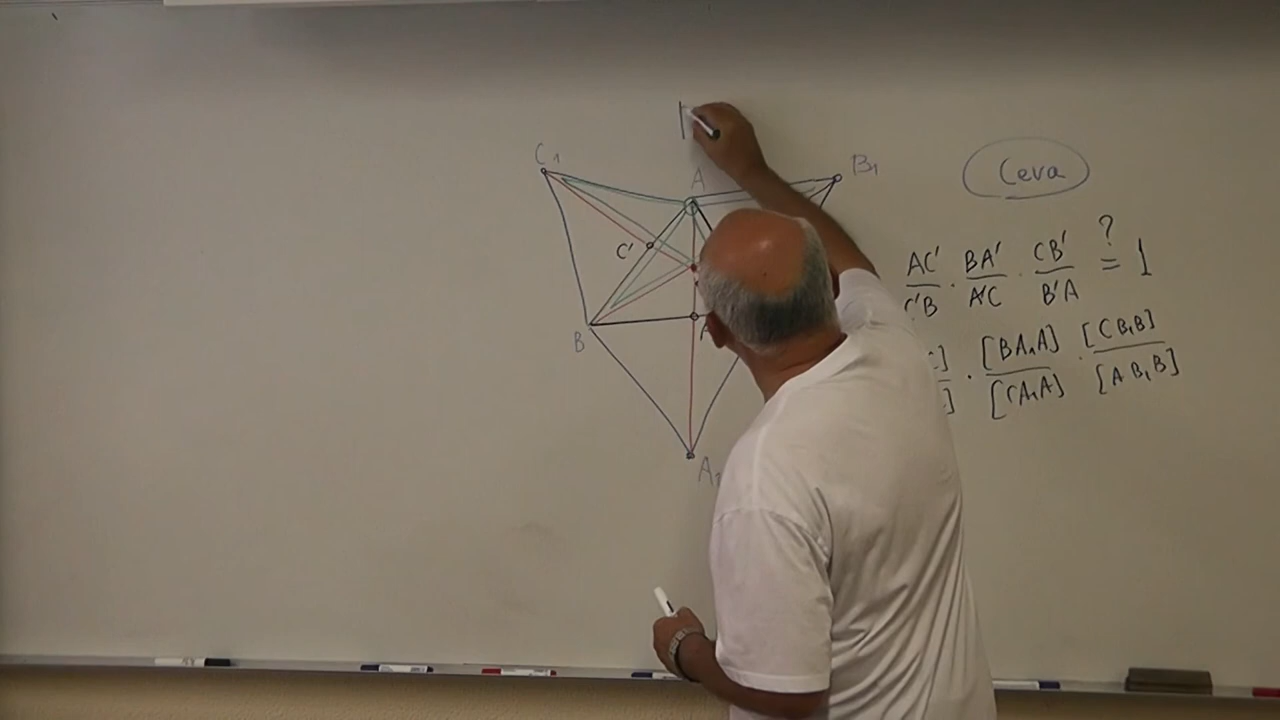 Ceva
C₁
A
B₁
C'
B
A₁
AC'/C'B · BA'/A'C · CB'/B'A ?= 1
· [BA₁A]/[CA₁A] · [CB₁B]/[AB₁B]